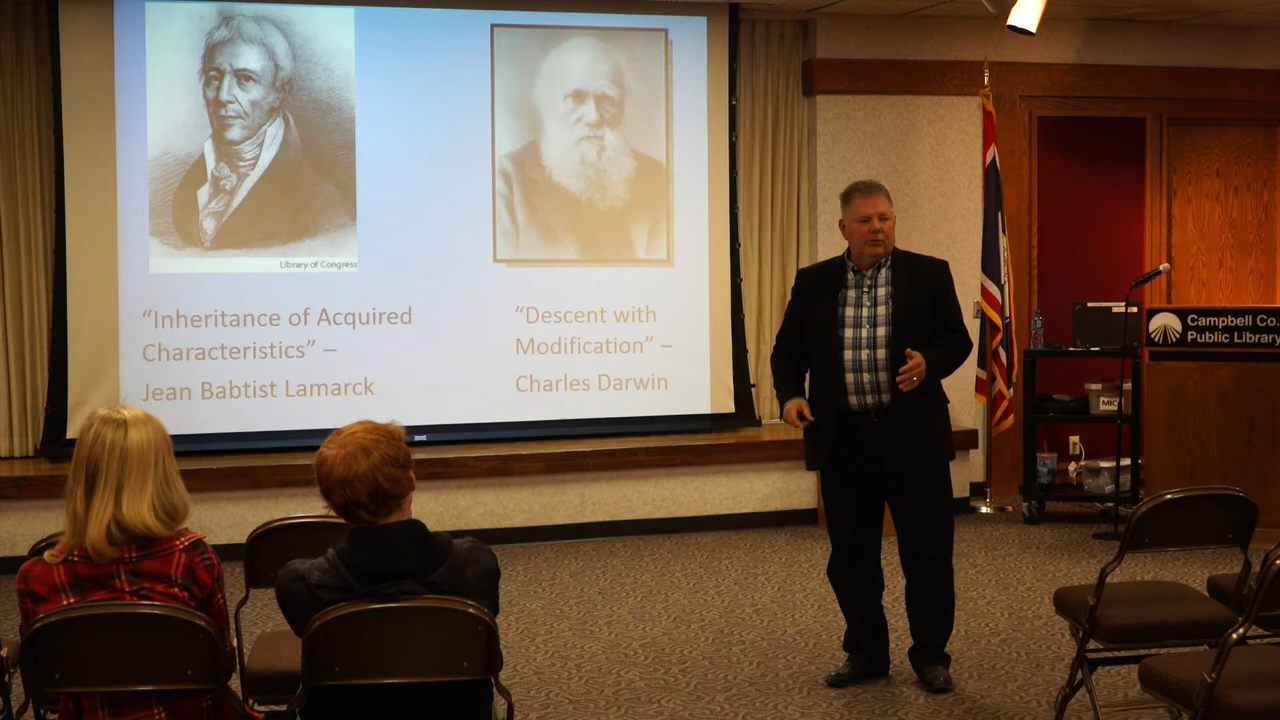 Library of Congress
“Inheritance of Acquired
Characteristics” –
Jean Babtist Lamarck
“Descent with
Modification” –
Charles Darwin
Campbell Co.
Public Library
MIC